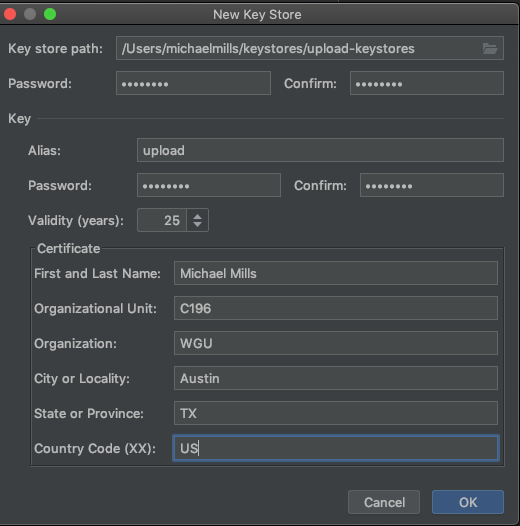 New Key Store
Key store path: /Users/michaelmills/keystores/upload-keystores
Password: •••••••• Confirm: ••••••••
Key
Alias: upload
Password: •••••••• Confirm: ••••••••
Validity (years): 25
Certificate
First and Last Name: Michael Mills
Organizational Unit: C196
Organization: WGU
City or Locality: Austin
State or Province: TX
Country Code (XX): US
Cancel OK